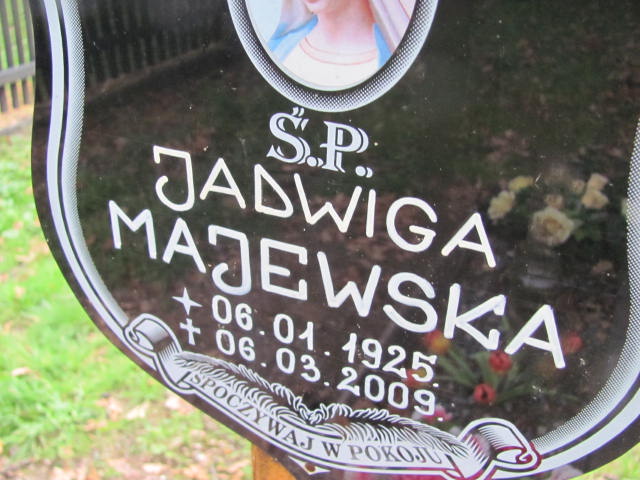 Ś.P.
JADWIGA
MAJEWSKA
06.01.1925.
06.03.2009.
SPOCZYWAJ W POKOJU